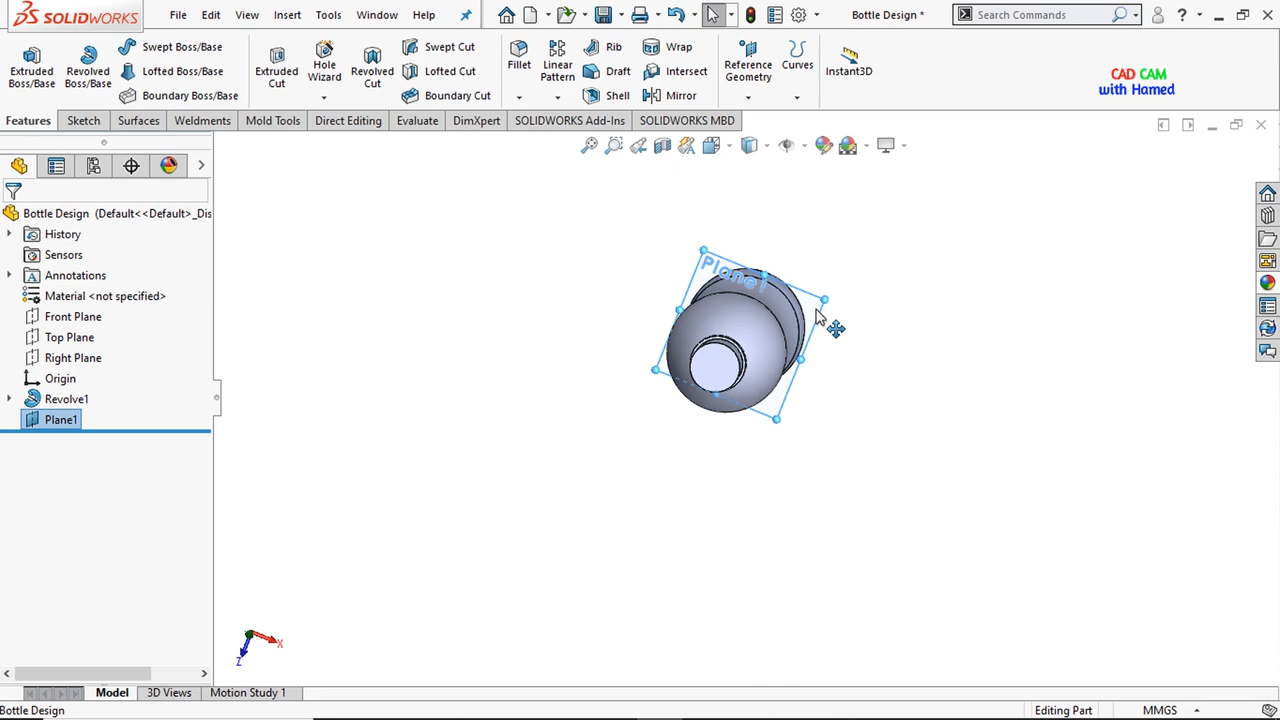 SOLIDWORKS File Edit View Insert Tools Window Help Bottle Design * Search Commands ?
Extruded Boss/Base
Revolved Boss/Base
Swept Boss/Base
Lofted Boss/Base
Boundary Boss/Base
Extruded Cut
Hole Wizard
Revolved Cut
Swept Cut
Lofted Cut
Boundary Cut
Fillet
Linear Pattern
Rib
Draft
Shell
Wrap
Intersect
Mirror
Reference Geometry
Curves
Instant3D
CAD CAM
with Hamed
Features Sketch Surfaces Weldments Mold Tools Direct Editing Evaluate DimXpert SOLIDWORKS Add-Ins SOLIDWORKS MBD
Bottle Design (Default<<Default>_Dis
History
Sensors
Annotations
Material <not specified>
Front Plane
Top Plane
Right Plane
Origin
Revolve1
Plane1
Plane1
X
Z
Model 3D Views Motion Study 1
Bottle Design Editing Part MMGS